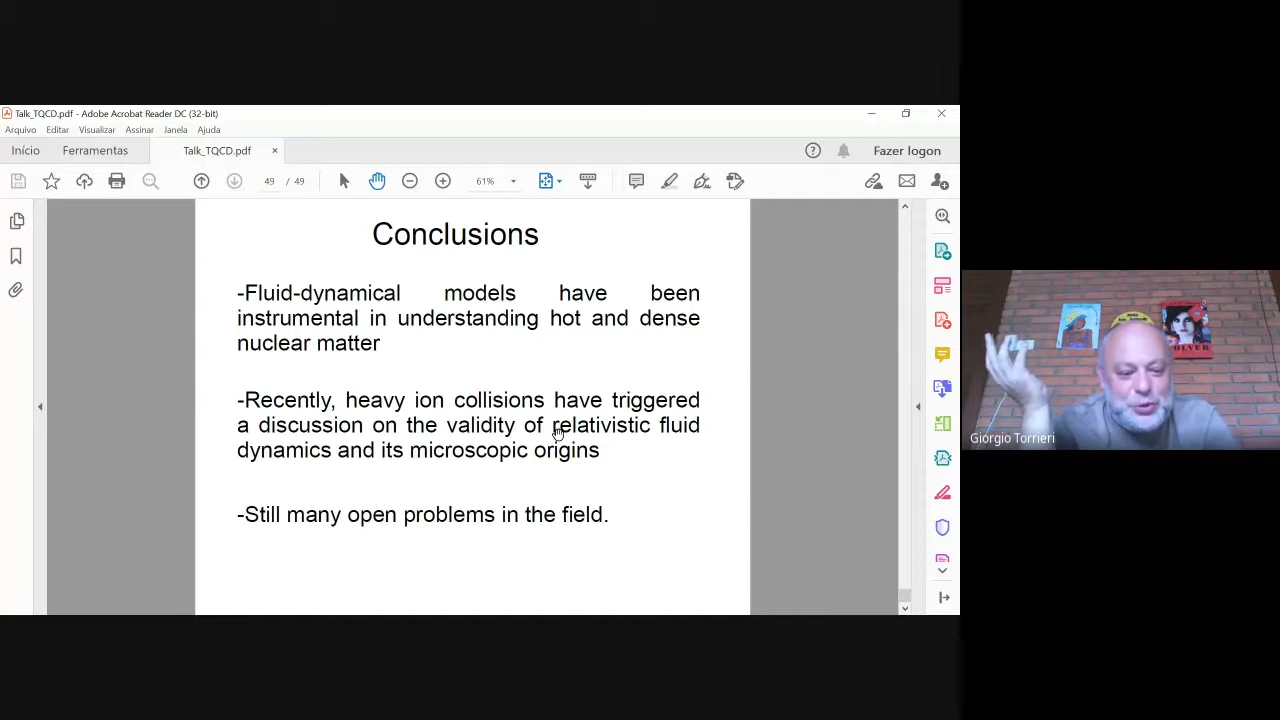 Talk_TQCD.pdf - Adobe Acrobat Reader DC (32-bit)
Arquivo Editar Visualizar Assinar Janela Ajuda
Início Ferramentas Talk_TQCD.pdf × Fazer logon
49 / 49 61%
Conclusions
-Fluid-dynamical models have been
instrumental in understanding hot and dense
nuclear matter
-Recently, heavy ion collisions have triggered
a discussion on the validity of relativistic fluid
dynamics and its microscopic origins
-Still many open problems in the field.
Giorgio Torrieri